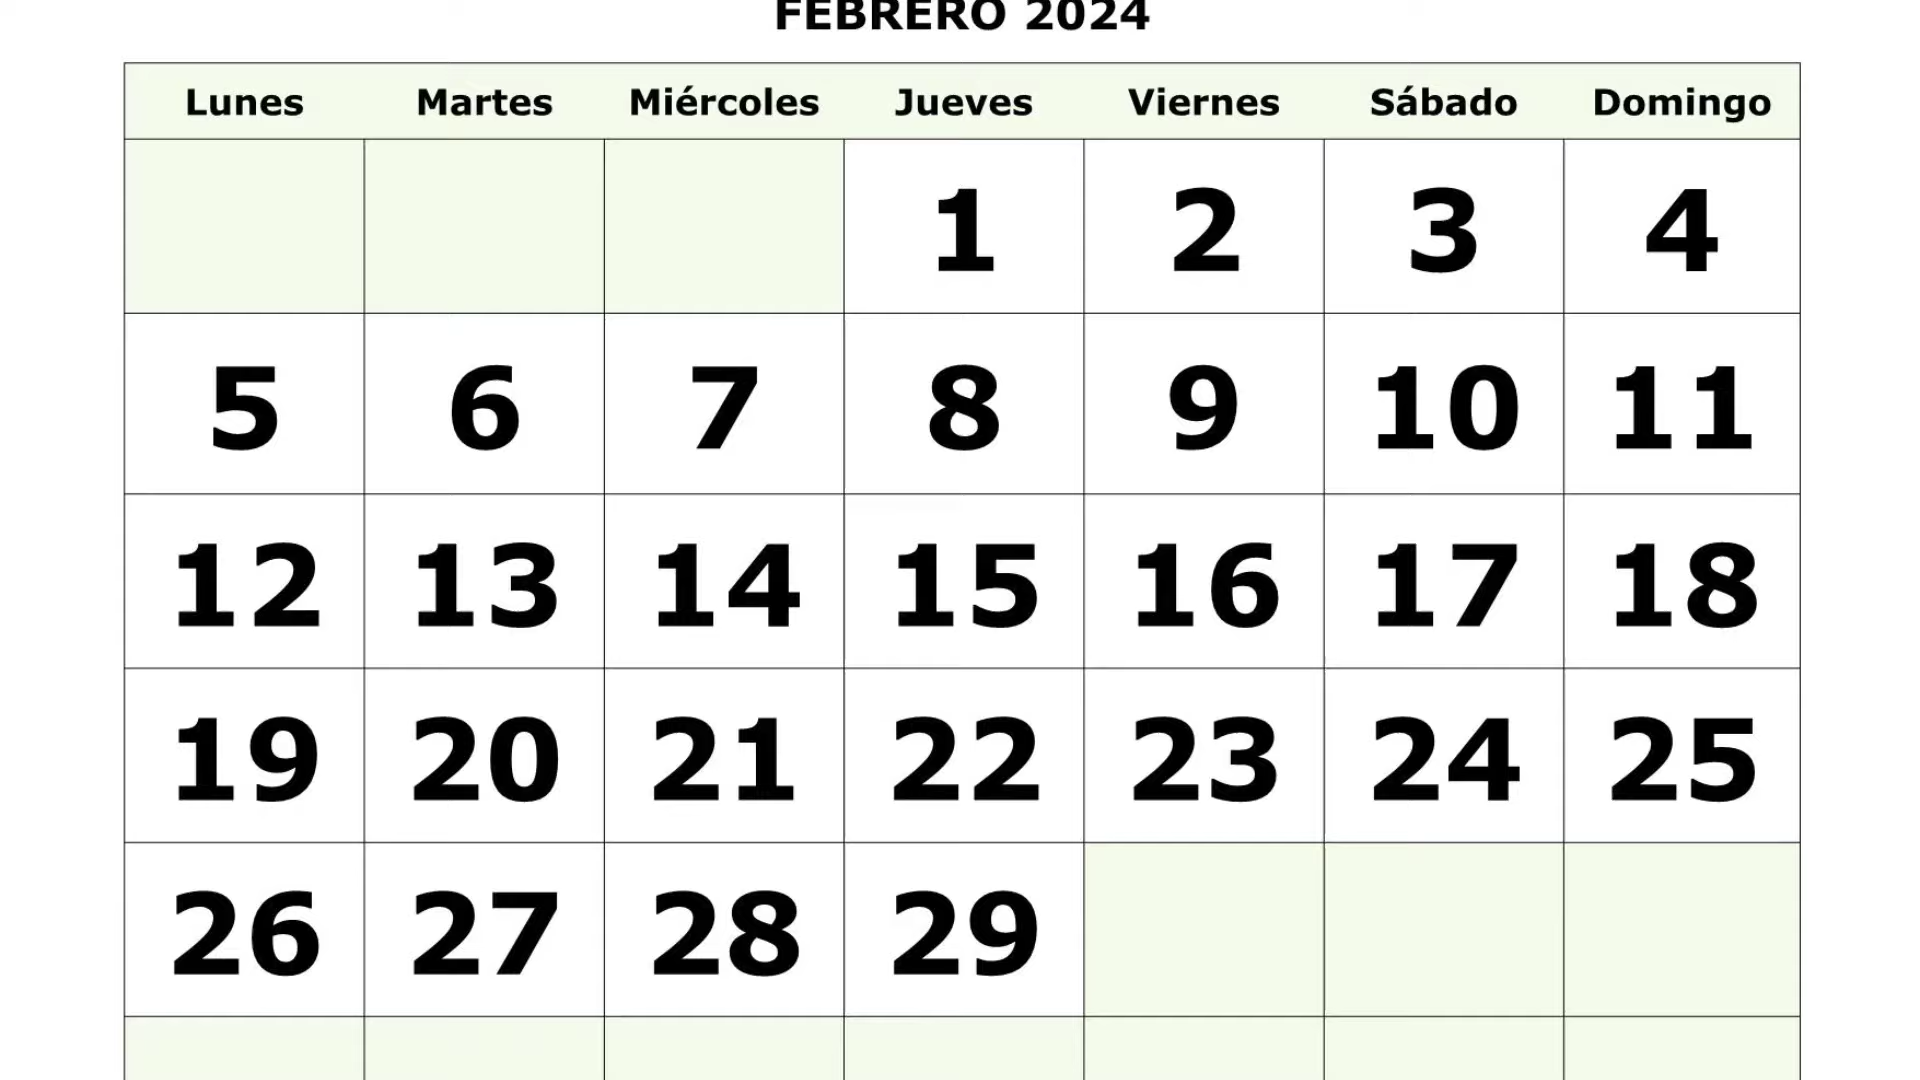 FEBRERO 2024
Lunes Martes Miércoles Jueves Viernes Sábado Domingo
1 2 3 4
5 6 7 8 9 10 11
12 13 14 15 16 17 18
19 20 21 22 23 24 25
26 27 28 29